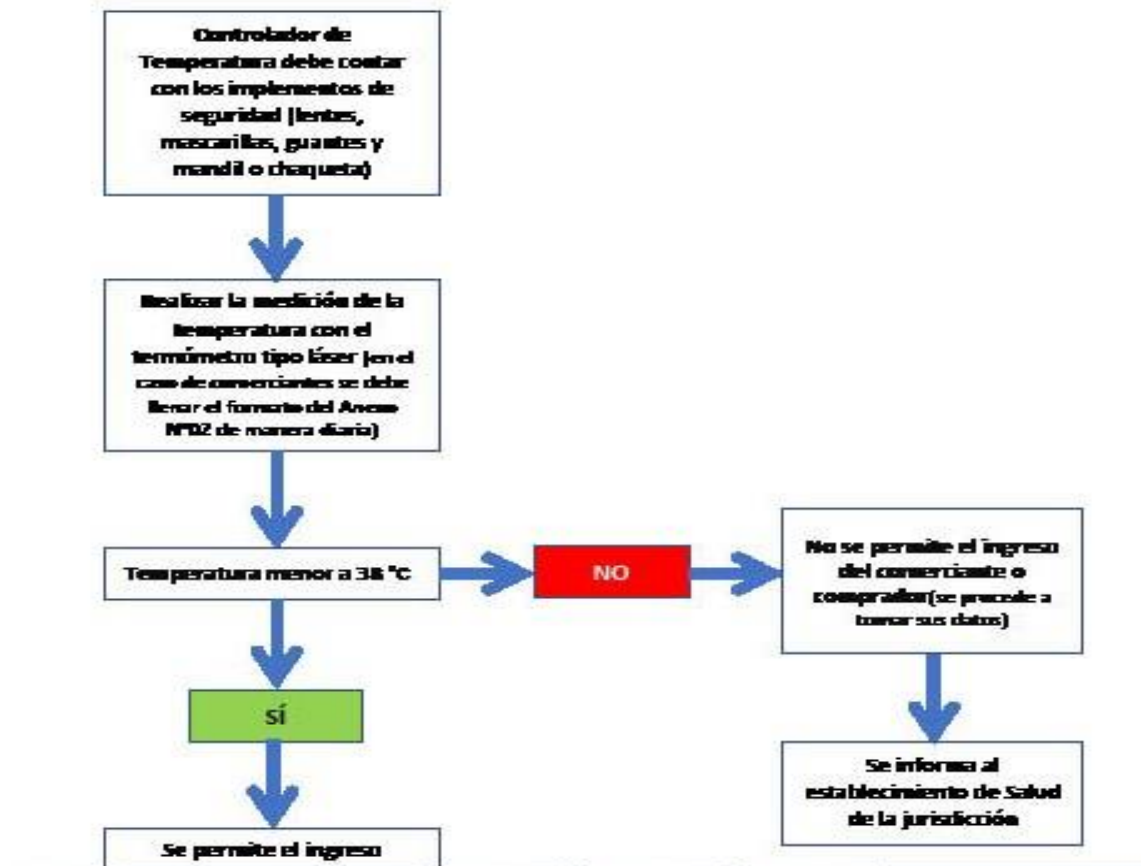 Controlador de
Temperatura debe contar
con los implementos de
seguridad (lentes,
mascarillas, guantes y
mandil o chaqueta)
Realizar la medición de la
temperatura con el
termómetro tipo láser (en el
caso de comerciantes se debe
llenar el formato del Anexo
N°02 de manera diaria)
Temperatura menor a 38 °C
NO
No se permite el ingreso
del comerciante o
comprador(se procede a
tomar sus datos)
SÍ
Se informa al
establecimiento de Salud
de la jurisdicción
Se permite el ingreso